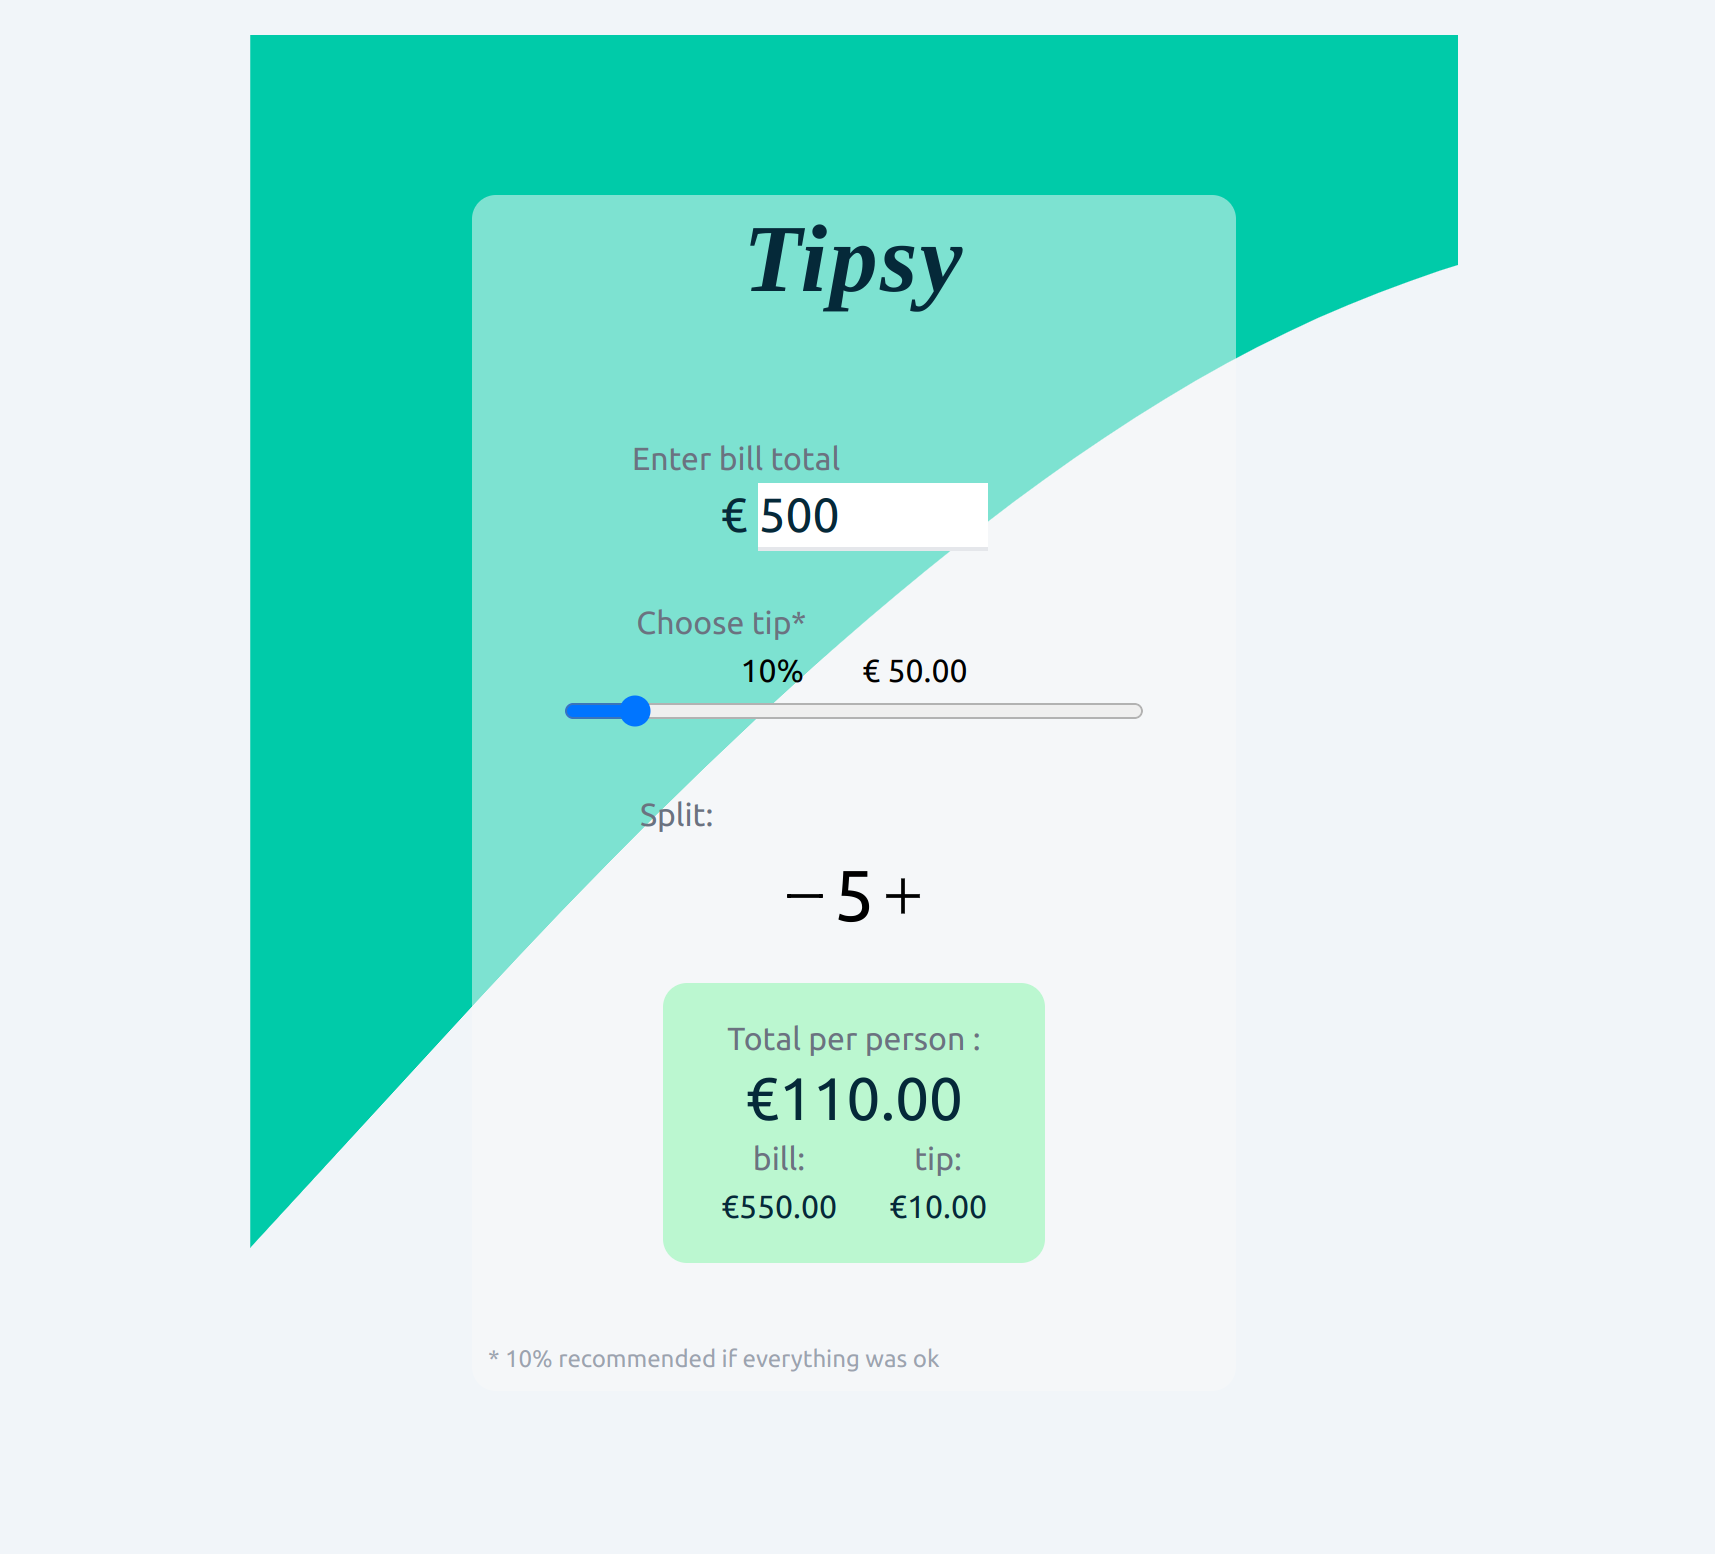 Tipsy
Enter bill total
€ 500
Choose tip*
10% € 50.00
Split:
− 5 +
Total per person :
€110.00
bill: tip:
€550.00 €10.00
* 10% recommended if everything was ok